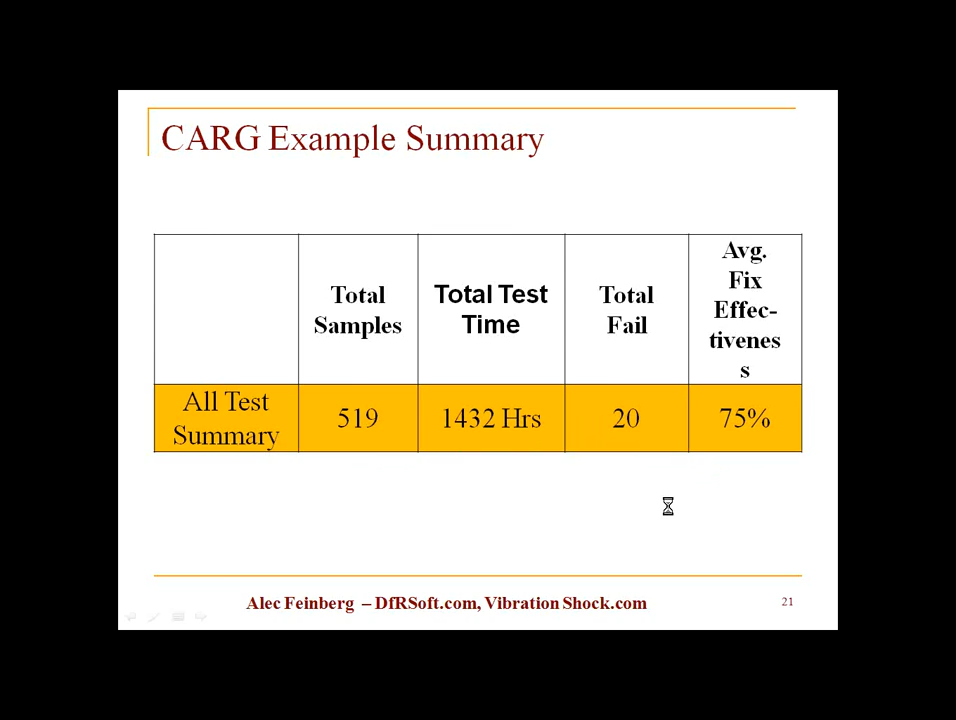 CARG Example Summary
Total
Samples
Total Test
Time
Total
Fail
Avg.
Fix
Effec-
tivenes
s
All Test
Summary
519
1432 Hrs
20
75%
Alec Feinberg – DfRSoft.com, Vibration Shock.com
21